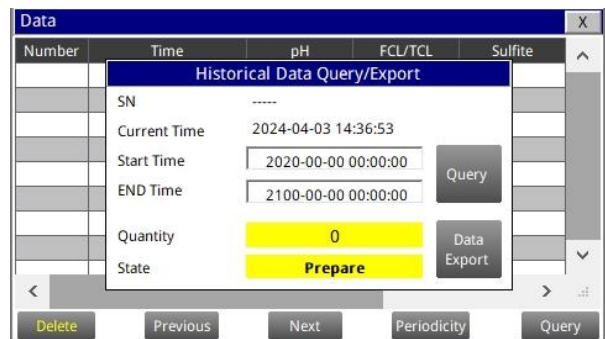 Data X
Number Time pH FCL/TCL Sulfite
Historical Data Query/Export
SN -----
Current Time 2024-04-03 14:36:53
Start Time 2020-00-00 00:00:00
Query
END Time 2100-00-00 00:00:00
Quantity 0
Data
Export
State Prepare
Delete Previous Next Periodicity Query